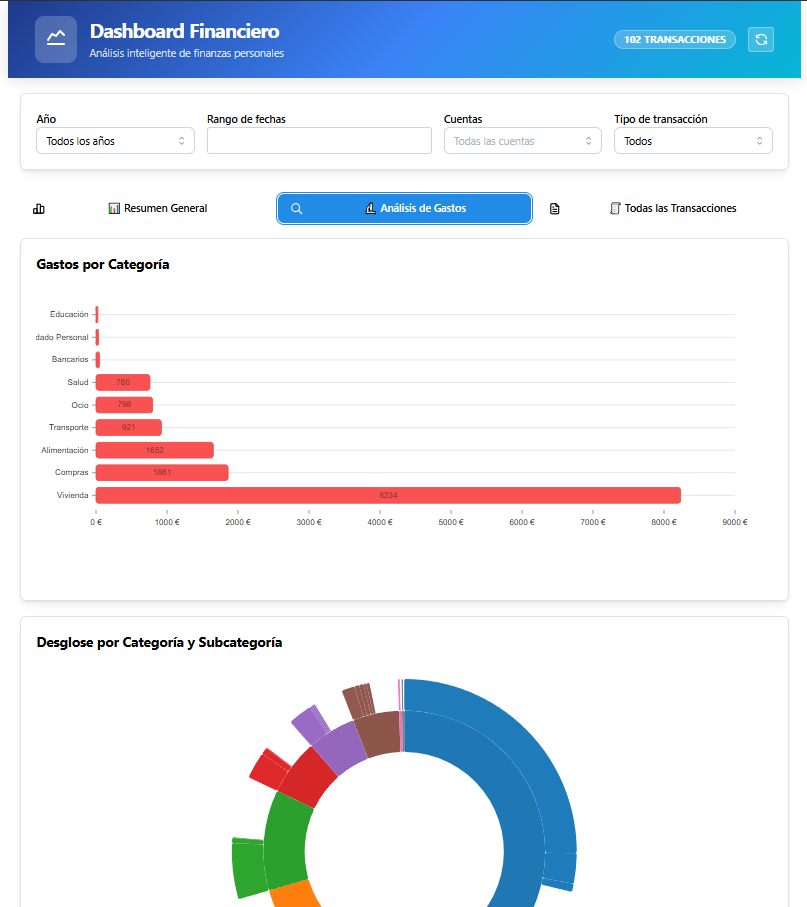 Dashboard Financiero
Análisis inteligente de finanzas personales
102 TRANSACCIONES
Año
Rango de fechas
Cuentas
Tipo de transacción
Todos los años
Todas las cuentas
Todos
Resumen General
Análisis de Gastos
Todas las Transacciones
Gastos por Categoría
Educación
dado Personal
Bancarios
Salud 760
Ocio 798
Transporte 921
Alimentación 1652
Compras 1861
Vivienda 8234
0 € 1000 € 2000 € 3000 € 4000 € 5000 € 6000 € 7000 € 8000 € 9000 €
Desglose por Categoría y Subcategoría